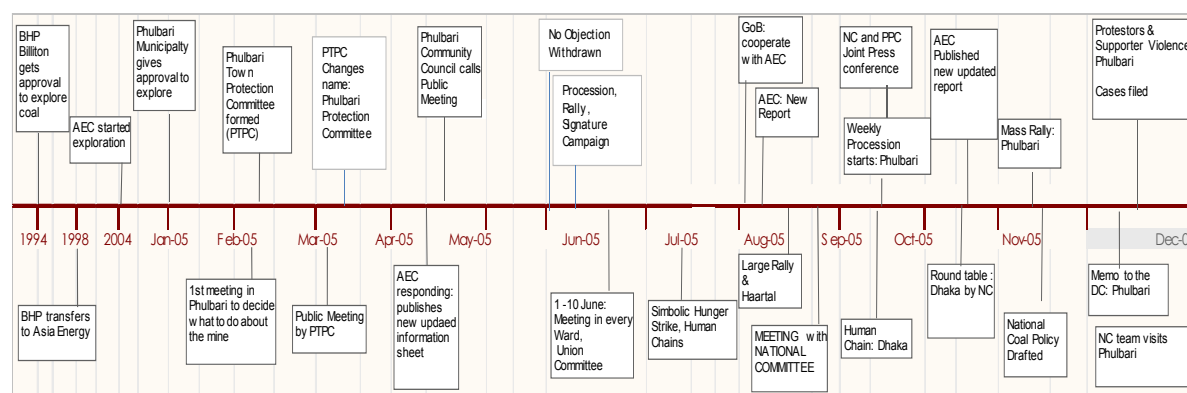 BHP
Billiton
gets
approval
to explore
coal
AEC started
exploration
Phulbari
Municipality
gives
approval to
explore
Phulbari
Town
Protection
Committee
formed
(PTPC)
PTPC
Changes
name:
Phulbari
Protection
Committee
Phulbari
Community
Council calls
Public
Meeting
No Objection
Withdrawn
Procession,
Rally,
Signature
Campaign
GoB:
cooperate
with AEC
AEC: New
Report
NC and PPC
Joint Press
conference
Weekly
Procession
starts: Phulbari
AEC
Published
new updated
report
Mass Rally:
Phulbari
Protestors &
Supporter Violence
Phulbari
Cases filed
1994
1998
2004
Jan-05
Feb-05
Mar-05
Apr-05
May-05
Jun-05
Jul-05
Aug-05
Sep-05
Oct-05
Nov-05
Dec-0
BHP transfers
to Asia Energy
1st meeting in
Phulbari to decide
what to do about
the mine
Public Meeting
by PTPC
AEC
responding:
publishes
new updaed
information
sheet
1 -10 June:
Meeting in every
Ward,
Union
Committee
Simbolic Hunger
Strike, Human
Chains
Large Rally
&
Haartal
MEETING with
NATIONAL
COMMITTEE
Human
Chain: Dhaka
Round table :
Dhaka by NC
National
Coal Policy
Drafted
Memo to the
DC: Phulbari
NC team visits
Phulbari